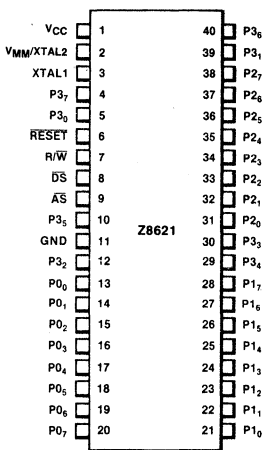 VCC 1 40 P36
VMM/XTAL2 2 39 P31
XTAL1 3 38 P27
P37 4 37 P26
P30 5 36 P25
RESET 6 35 P24
R/W 7 34 P23
DS 8 33 P22
AS 9 32 P21
P35 10 31 P20
GND 11 Z8621 30 P33
P32 12 29 P34
P00 13 28 P17
P01 14 27 P16
P02 15 26 P15
P03 16 25 P14
P04 17 24 P13
P05 18 23 P12
P06 19 22 P11
P07 20 21 P10